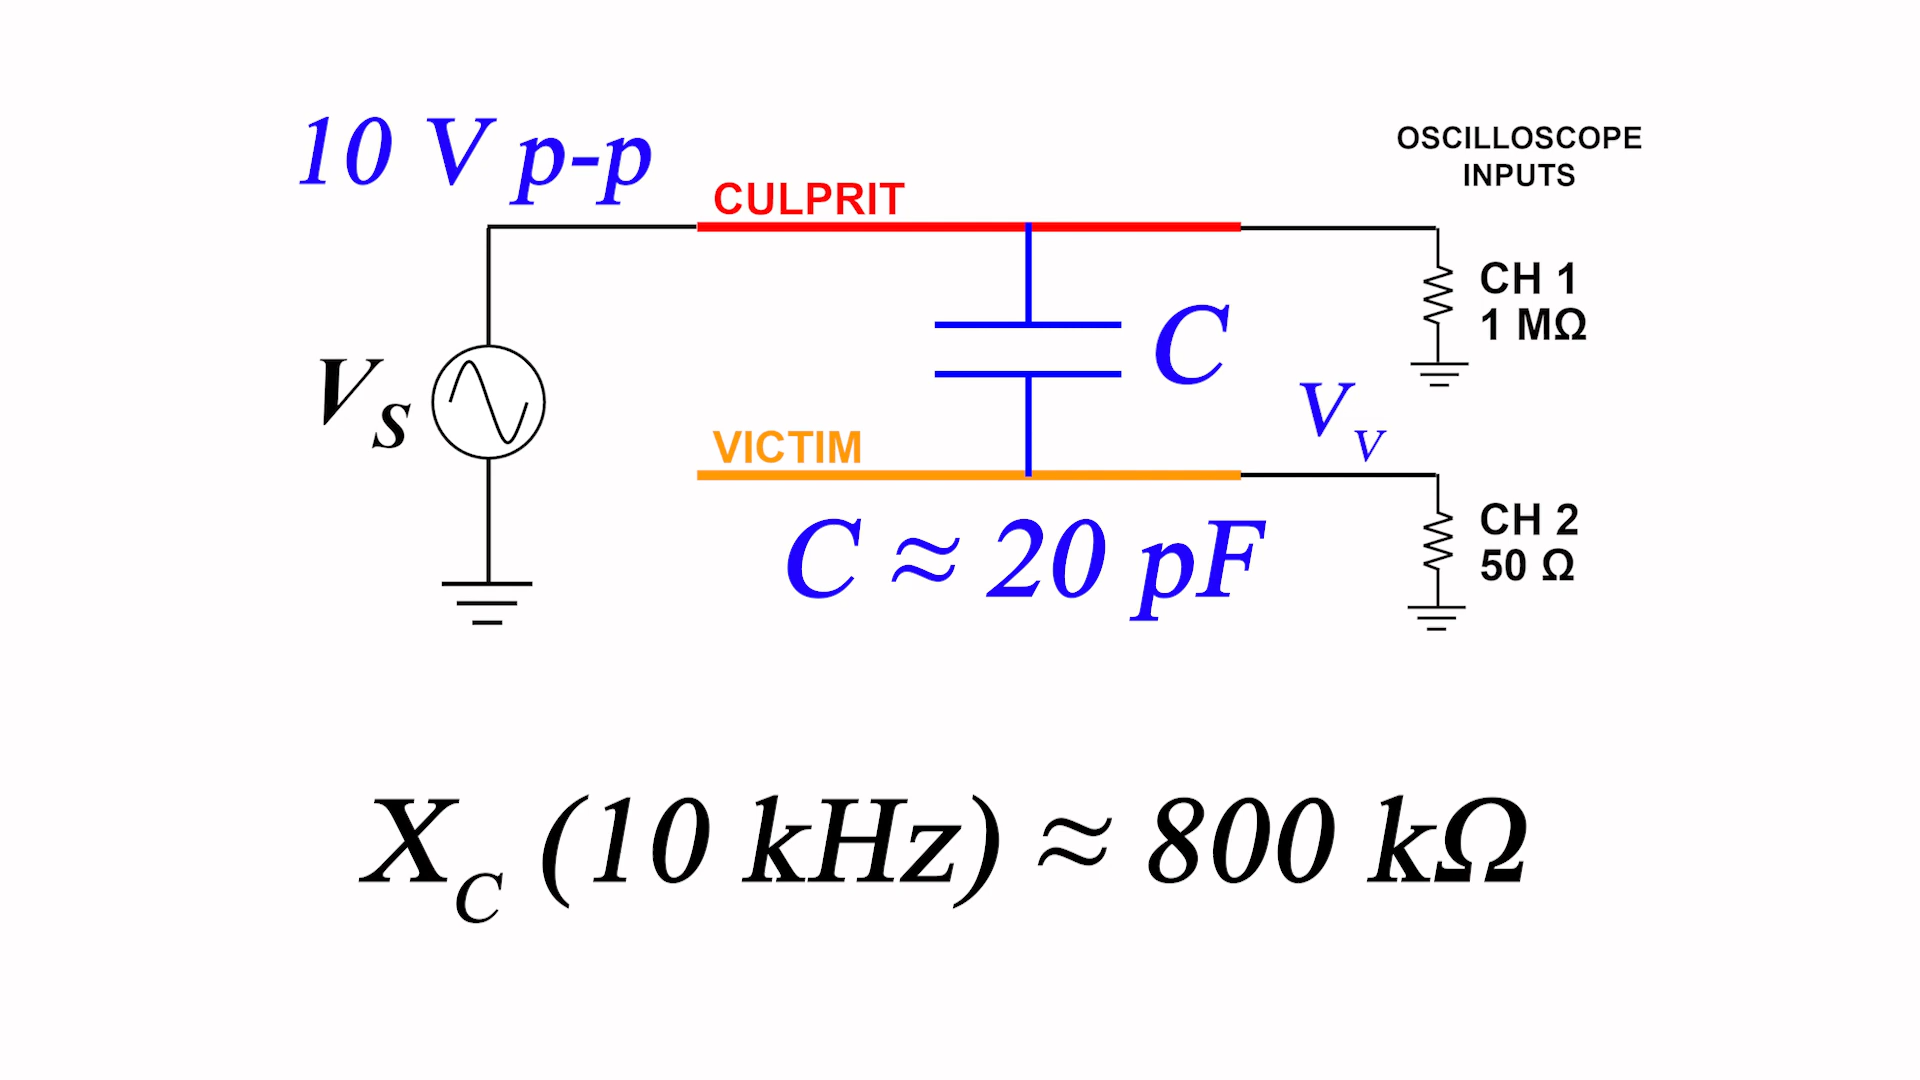 10 V p-p
OSCILLOSCOPE
INPUTS
CULPRIT
CH 1
1 MΩ
C
V_S
V_V
VICTIM
CH 2
50 Ω
C ≈ 20 pF
X_C (10 kHz) ≈ 800 kΩ